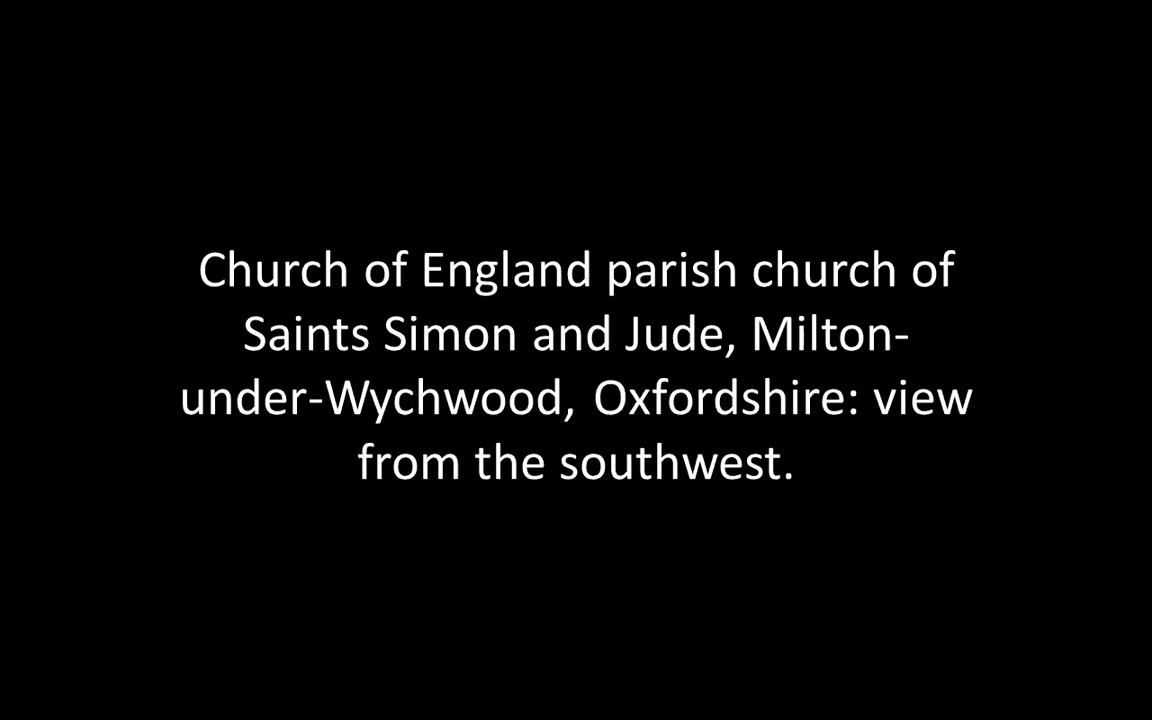 Church of England parish church of
Saints Simon and Jude, Milton-
under-Wychwood, Oxfordshire: view
from the southwest.